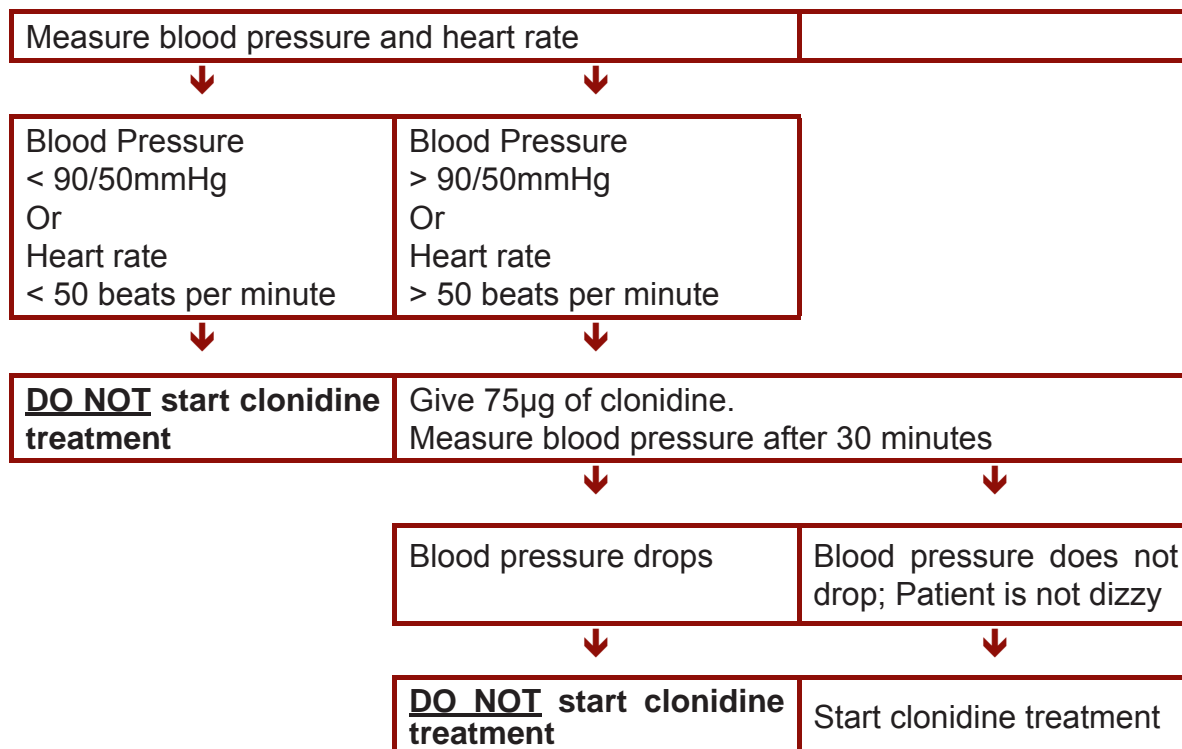 Measure blood pressure and heart rate
Blood Pressure
< 90/50mmHg
Or
Heart rate
< 50 beats per minute
Blood Pressure
> 90/50mmHg
Or
Heart rate
> 50 beats per minute
DO NOT start clonidine
treatment
Give 75µg of clonidine.
Measure blood pressure after 30 minutes
Blood pressure drops
Blood pressure does not
drop; Patient is not dizzy
DO NOT start clonidine
treatment
Start clonidine treatment